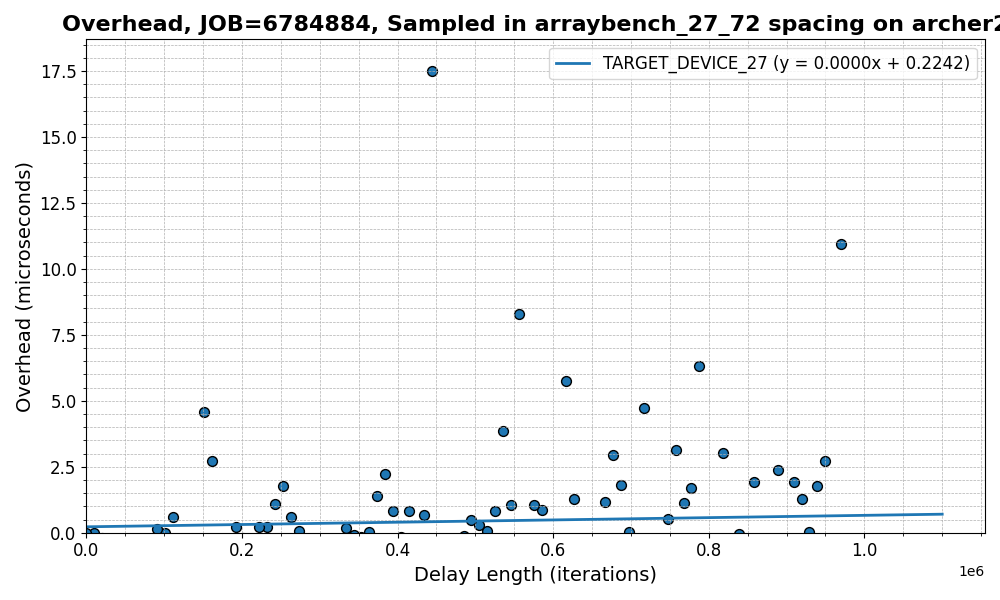 Overhead, JOB=6784884, Sampled in arraybench_27_72 spacing on archer2
TARGET_DEVICE_27 (y = 0.0000x + 0.2242)
Overhead (microseconds)
17.5
15.0
12.5
10.0
7.5
5.0
2.5
0.0
0.0 0.2 0.4 0.6 0.8 1.0
1e6
Delay Length (iterations)